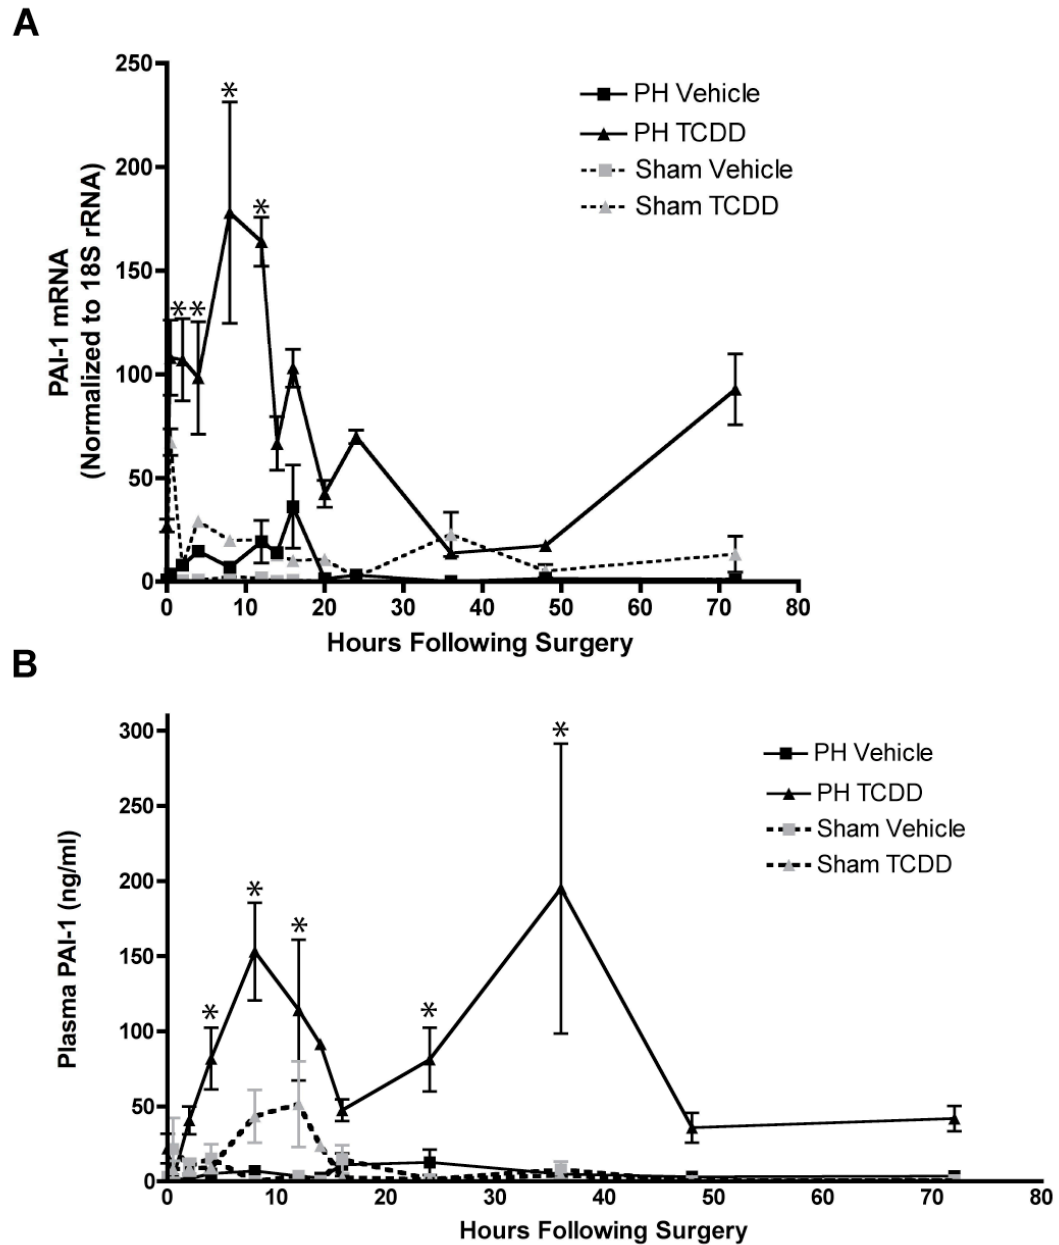 A
250
200
150
100
50
0
PAI-1 mRNA
(Normalized to 18S rRNA)
*
*
**
PH Vehicle
PH TCDD
Sham Vehicle
Sham TCDD
0 10 20 30 40 50 60 70 80
Hours Following Surgery
B
300
250
200
150
100
50
0
Plasma PAI-1 (ng/ml)
*
*
*
*
*
PH Vehicle
PH TCDD
Sham Vehicle
Sham TCDD
0 10 20 30 40 50 60 70 80
Hours Following Surgery